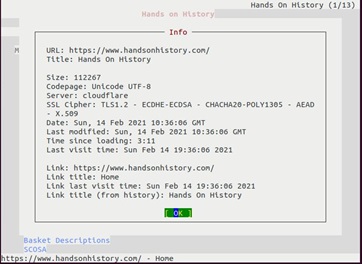 Hands On History (1/13)
Hands on History
Info
M
URL: https://www.handsonhistory.com/
Title: Hands On History
Size: 112267
Codepage: Unicode UTF-8
Server: cloudflare
SSL Cipher: TLS1.2 - ECDHE-ECDSA - CHACHA20-POLY1305 - AEAD
- X.509
Date: Sun, 14 Feb 2021 10:36:06 GMT
Last modified: Sun, 14 Feb 2021 10:36:06 GMT
Time since loading: 3:11
Last visit time: Sun Feb 14 19:36:06 2021
Link: https://www.handsonhistory.com/
Link title: Home
Link last visit time: Sun Feb 14 19:36:06 2021
Link title (from history): Hands On History
[ OK ]
Basket Descriptions
SCOSA
https://www.handsonhistory.com/ - Home